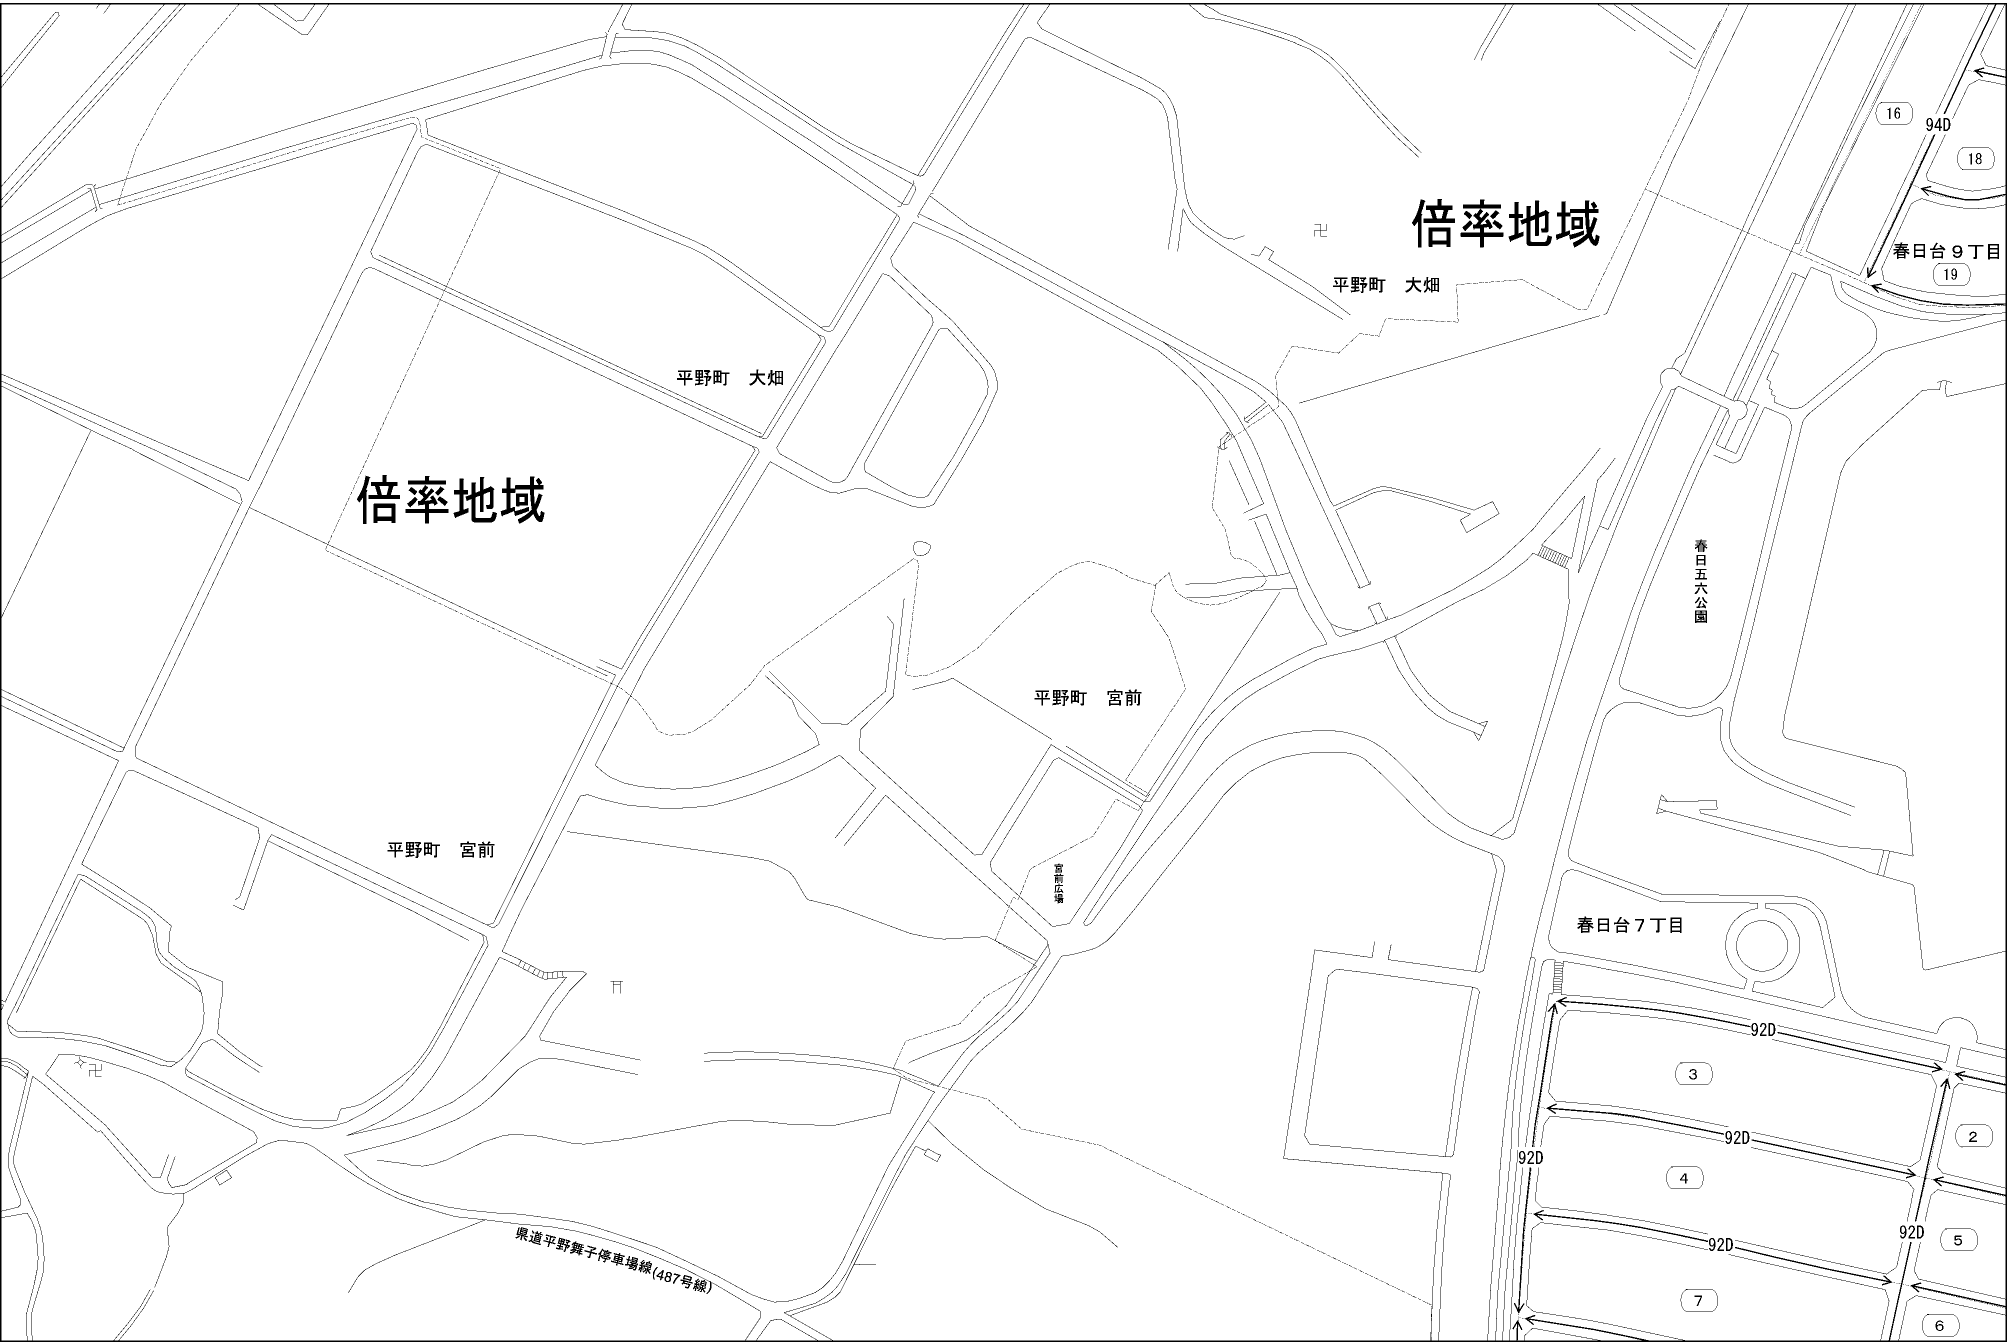 16
94D
18
倍率地域
春日台９丁目
19
平野町　大畑
平野町　大畑
倍率地域
春日五六公園
平野町　宮前
平野町　宮前
宮前広場
春日台７丁目
92D
3
92D
2
92D
4
92D
92D
5
県道平野舞子停車場線(487号線)
7
6